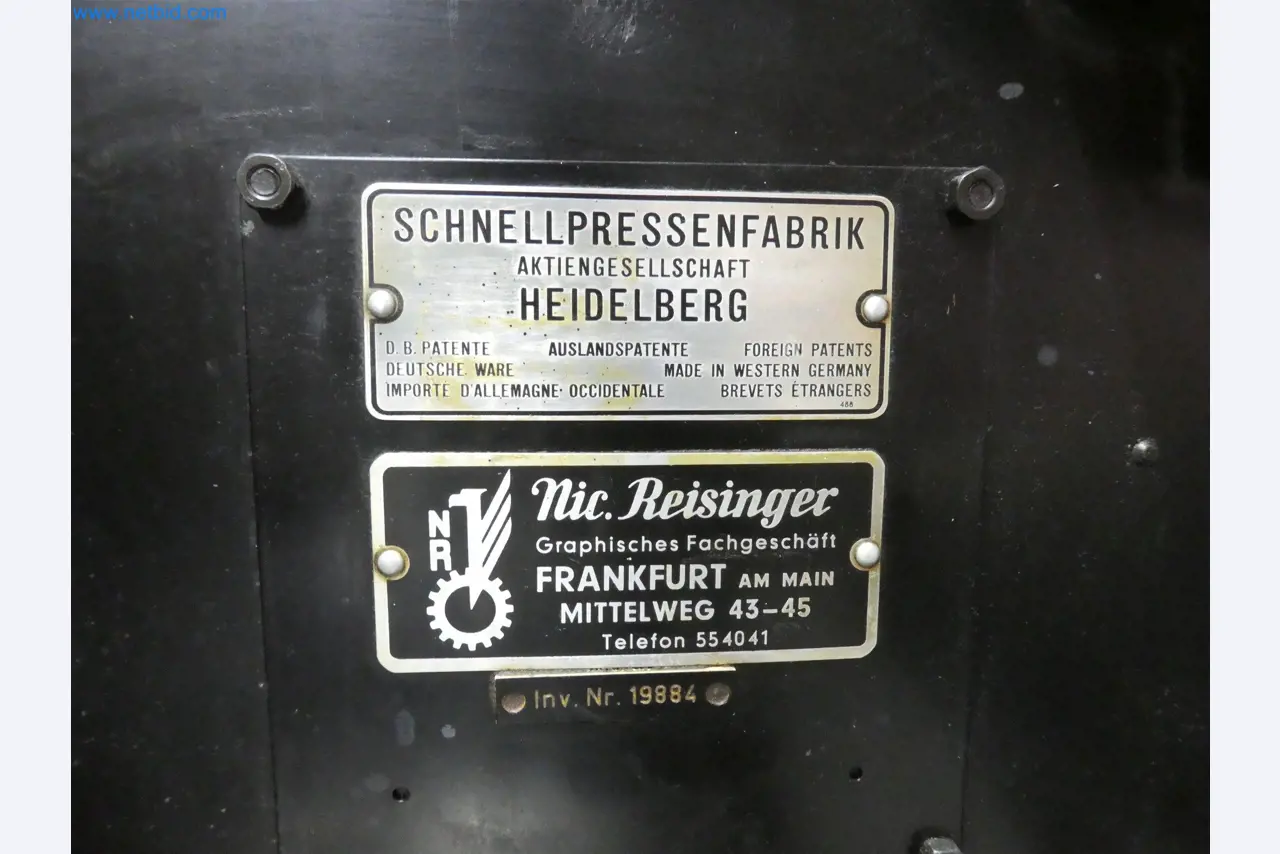 www.netbid.com
SCHNELLPRESSENFABRIK
AKTIENGESELLSCHAFT
HEIDELBERG
D. B. PATENTE AUSLANDSPATENTE FOREIGN PATENTS
DEUTSCHE WARE MADE IN WESTERN GERMANY
IMPORTE D'ALLEMAGNE OCCIDENTALE BREVETS ÉTRANGERS
488
NR
Nic. Reisinger
Graphisches Fachgeschäft
FRANKFURT AM MAIN
MITTELWEG 43-45
Telefon 554041
Inv. Nr. 19884